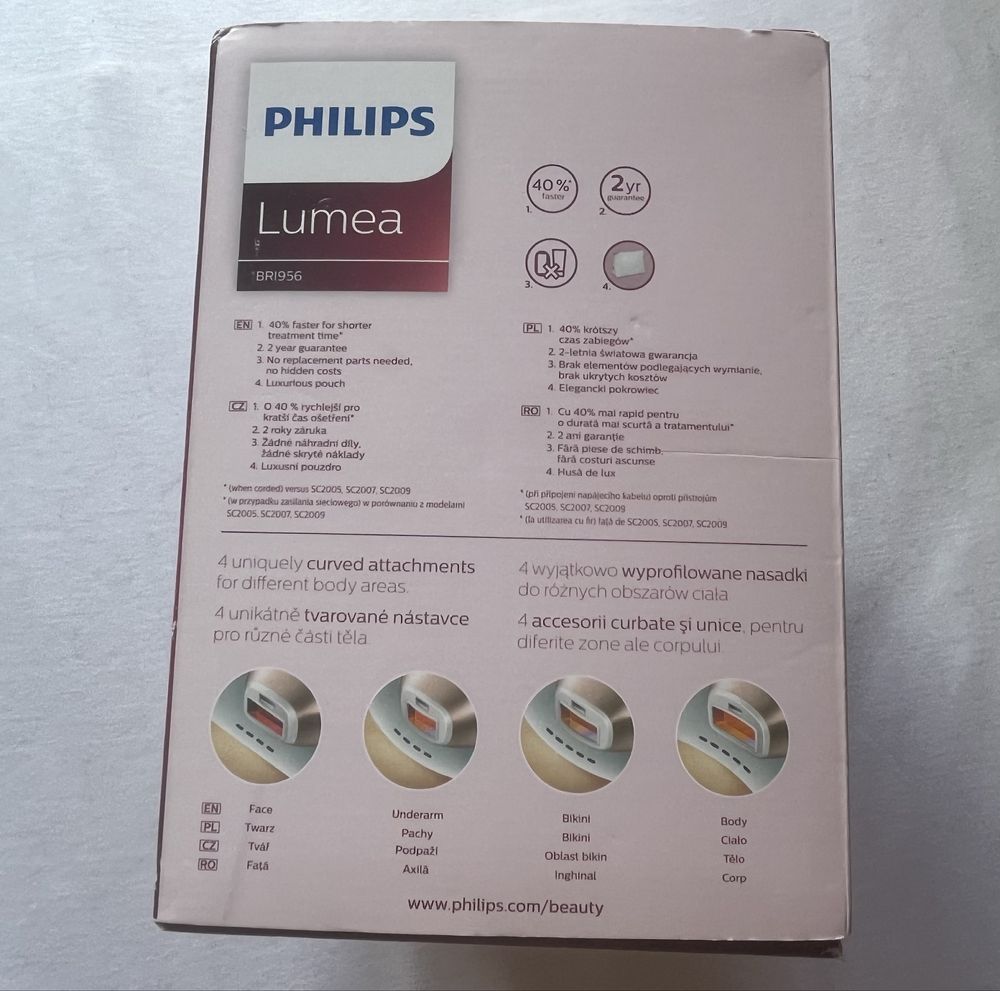 PHILIPS
Lumea
BRI956
40%*
faster
1.
2yr
guarantee
2.
3.
4.
EN 1. 40% faster for shorter
treatment time*
2. 2 year guarantee
3. No replacement parts needed,
no hidden costs
4. Luxurious pouch
CZ 1. O 40 % rychlejší pro
kratší čas ošetření*
2. 2 roky záruka
3. Žádné náhradní díly,
žádné skryté náklady
4. Luxusní pouzdro
* (when corded) versus SC2005, SC2007, SC2009
* (w przypadku zasilania sieciowego) w porównaniu z modelami
SC2005, SC2007, SC2009
PL 1. 40% krótszy
czas zabiegów*
2. 2-letnia światowa gwarancja
3. Brak elementów podlegających wymianie,
brak ukrytych kosztów
4. Elegancki pokrowiec
RO 1. Cu 40% mai rapid pentru
o durată mai scurtă a tratamentului*
2. 2 ani garanție
3. Fără piese de schimb,
fără costuri ascunse
4. Husă de lux
* (při připojení napájecího kabelu) oproti přístrojům
SC2005, SC2007, SC2009
* (la utilizarea cu fir) față de SC2005, SC2007, SC2009
4 uniquely curved attachments
for different body areas.
4 unikátně tvarované nástavce
pro různé části těla
4 wyjątkowo wyprofilowane nasadki
do różnych obszarów ciała
4 accesorii curbate şi unice, pentru
diferite zone ale corpului.
EN Face Underarm Bikini Body
PL Twarz Pachy Bikini Ciało
CZ Tvář Podpaží Oblast bikin Tělo
RO Față Axilă Inghinal Corp
www.philips.com/beauty